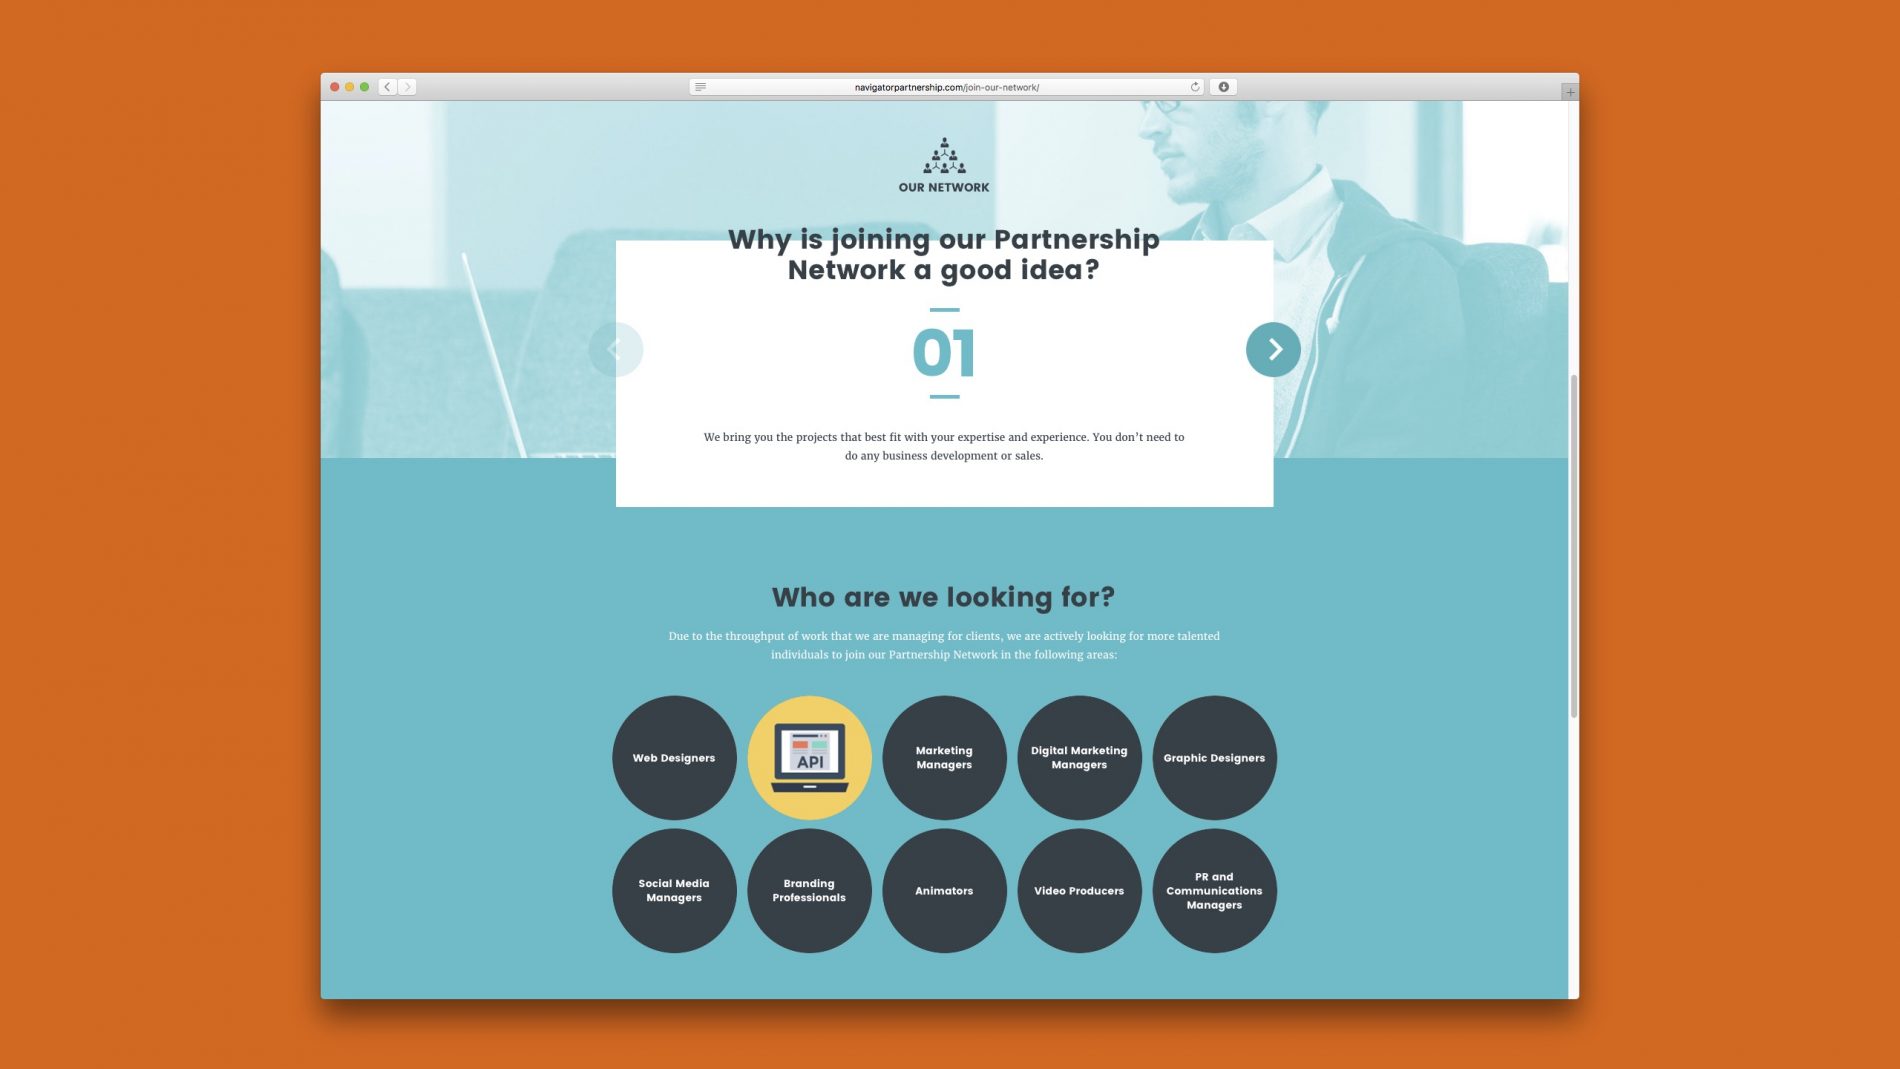 navigatorpartnership.com/join-our-network/
OUR NETWORK
Why is joining our Partnership
Network a good idea?
01
We bring you the projects that best fit with your expertise and experience. You don’t need to
do any business development or sales.
Who are we looking for?
Due to the throughput of work that we are managing for clients, we are actively looking for more talented
individuals to join our Partnership Network in the following areas:
Web Designers
API
Marketing
Managers
Digital Marketing
Managers
Graphic Designers
Social Media
Managers
Branding
Professionals
Animators
Video Producers
PR and
Communications
Managers